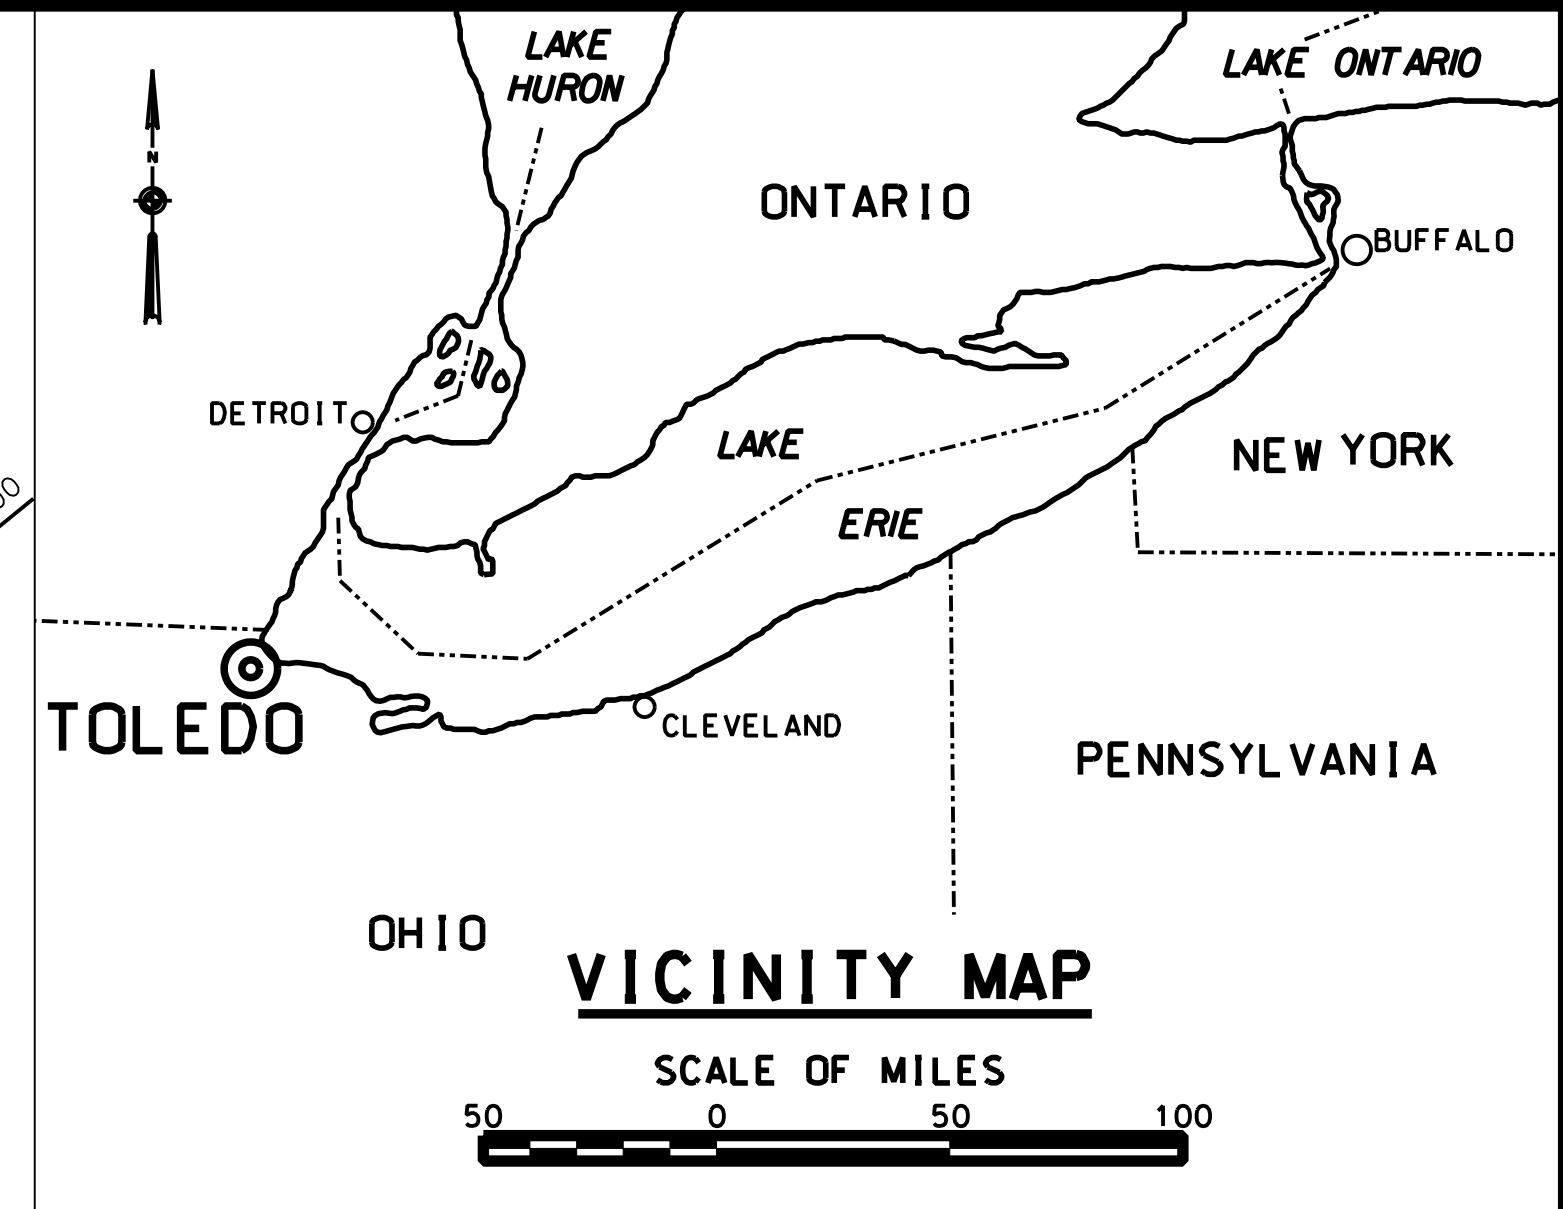 LAKE
HURON
LAKE ONTARIO
N
ONTARIO
BUFFALO
DETROIT
LAKE
NEW YORK
ERIE
TOLEDO
CLEVELAND
PENNSYLVANIA
OHIO
VICINITY MAP
SCALE OF MILES
50 0 50 100